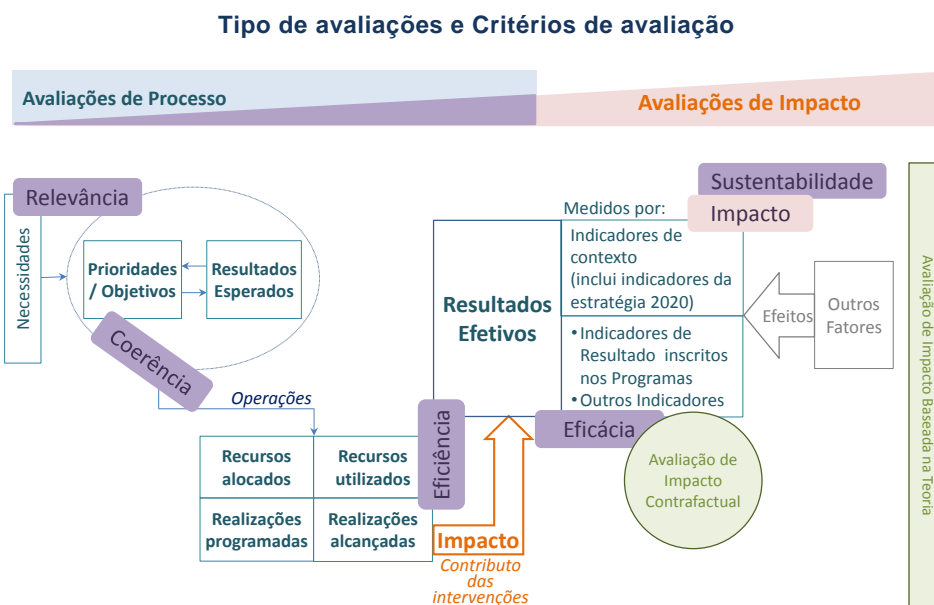 Tipo de avaliações e Critérios de avaliação
Avaliações de Processo
Avaliações de Impacto
Relevância
Necessidades
Prioridades
/ Objetivos
Resultados
Esperados
Coerência
Operações
Recursos
alocados
Recursos
utilizados
Realizações
programadas
Realizações
alcançadas
Eficiência
Resultados
Efetivos
Medidos por:
Indicadores de
contexto
(inclui indicadores da
estratégia 2020)
•Indicadores de
Resultado inscritos
nos Programas
•Outros Indicadores
Sustentabilidade
Impacto
Efeitos
Outros
Fatores
Eficácia
Avaliação de
Impacto
Contrafactual
Impacto
Contributo
das
intervenções
Avaliação de Impacto Baseada na Teoria